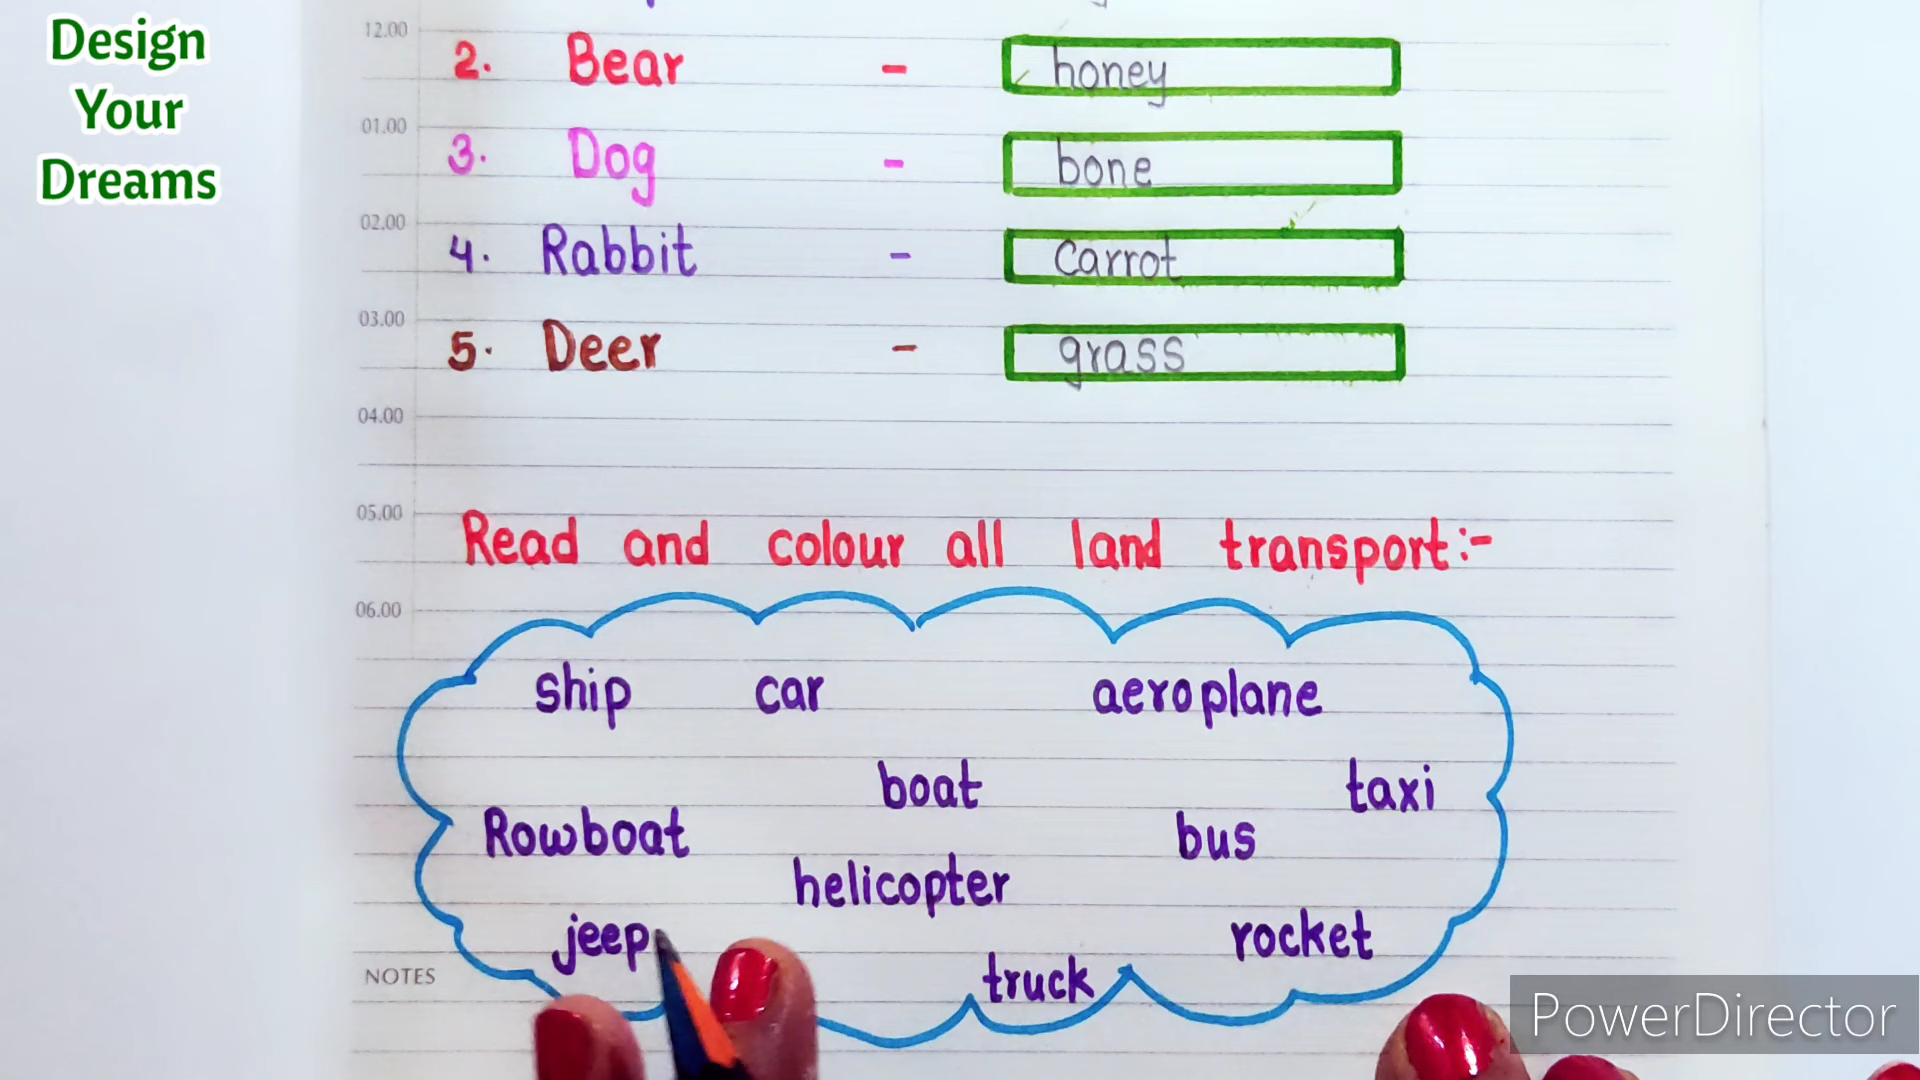 Design
Your
Dreams
12.00
2. Bear - honey
01.00
3. Dog - bone
02.00
4. Rabbit - carrot
03.00
5. Deer - grass
04.00
05.00
Read and colour all land transport:-
06.00
ship car aeroplane
boat taxi
Rowboat bus
helicopter
jeep rocket
truck
NOTES
PowerDirector